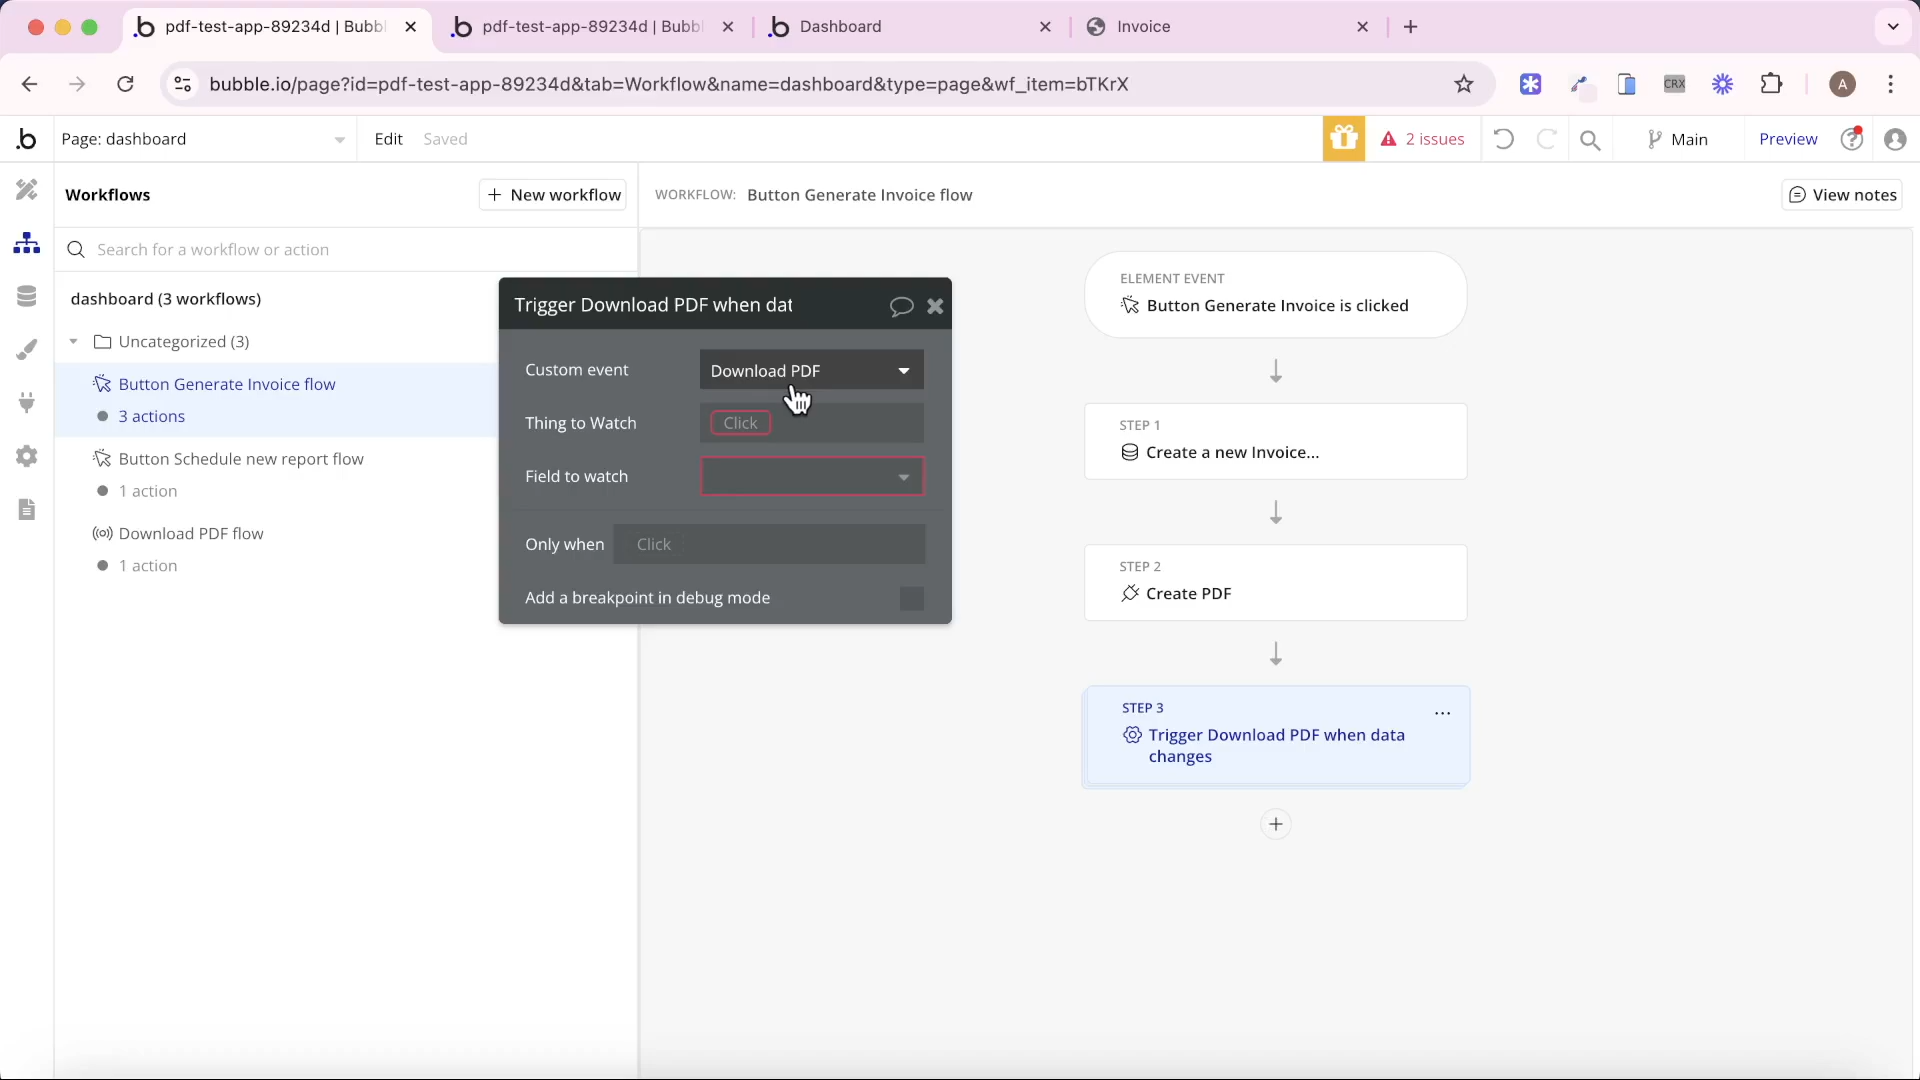 pdf-test-app-89234d | Bubbl
pdf-test-app-89234d | Bubbl
Dashboard
Invoice
bubble.io/page?id=pdf-test-app-89234d&tab=Workflow&name=dashboard&type=page&wf_item=bTKrX
CRX
A
b
Page: dashboard
Edit
Saved
2 issues
Main
Preview
Workflows
New workflow
WORKFLOW: Button Generate Invoice flow
View notes
Search for a workflow or action
dashboard (3 workflows)
Uncategorized (3)
Button Generate Invoice flow
3 actions
Button Schedule new report flow
1 action
Download PDF flow
1 action
Trigger Download PDF when dat
Custom event
Download PDF
Thing to Watch
Click
Field to watch
Only when
Click
Add a breakpoint in debug mode
ELEMENT EVENT
Button Generate Invoice is clicked
STEP 1
Create a new Invoice...
STEP 2
Create PDF
STEP 3
...
Trigger Download PDF when data
changes